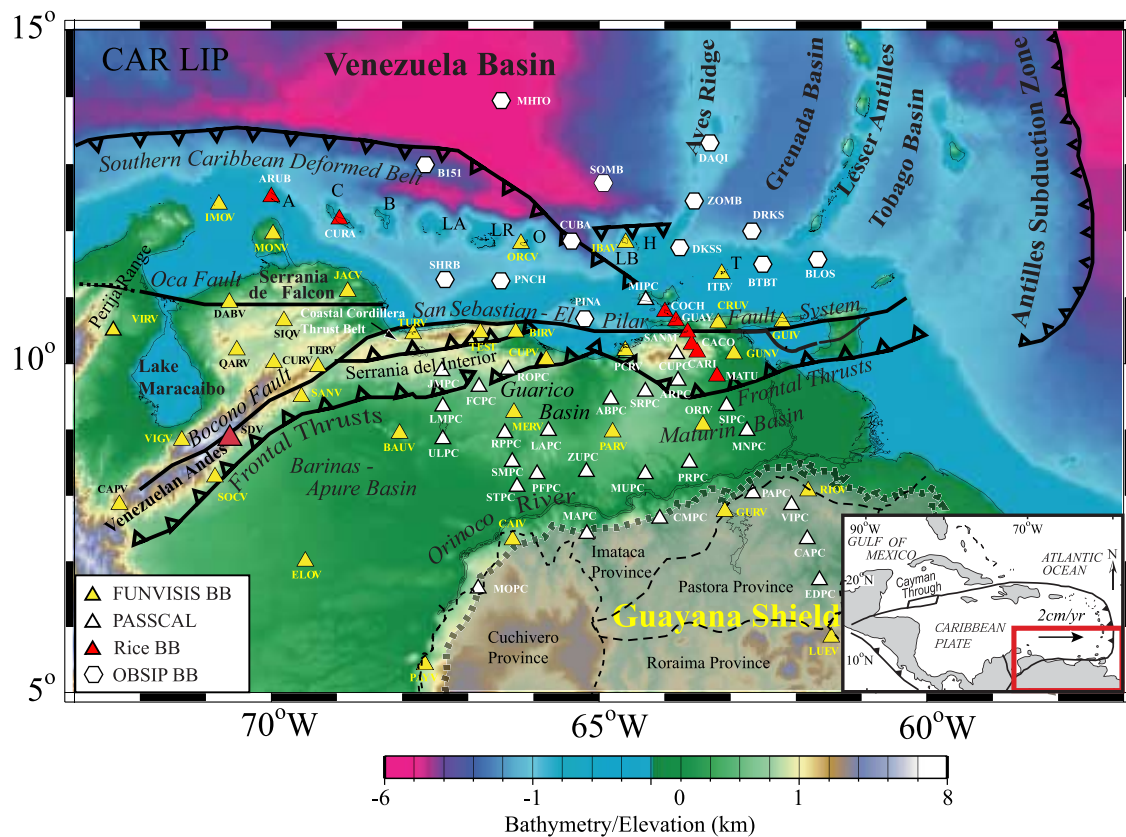 15°
CAR LIP
Venezuela Basin
MHTO
Aves Ridge
Grenada Basin
Lesser Antilles
Tobago Basin
Antilles Subduction Zone
DAQI
Southern Caribbean Deformed Belt
B151
SOMB
ZOMB
ARUB
A
C
B
IMOV
CURA
LA
LR
O
ORCV
CUBA
IBAV
H
LB
DKSS
DRKS
MONV
T
ITEV
BTBT
BLOS
SHRB
PNCH
Perija Range
Oca Fault
Serrania
de Falcon
JACV
MIPC
San Sebastian - El
Pilar
Fault
System
PINA
COCH
GUAY
CRUV
GUIV
VIRV
DABV
SIQV
Coastal Cordillera
Thrust Belt
TURV
TEST
BIRV
SANM
CACO
10°
Lake
Maracaibo
QARV
CURV
TERV
Serrania del Interior
CUPV
PCRV
CUPC
CARI
GUNV
JMPC
ROPC
MATU
Bocono Fault
SANV
FCPC
Guarico
Basin
ARPC
Frontal Thrusts
SRPC
ABPC
LMPC
MERV
ORIV
SIPC
VIGV
SDV
Frontal Thrusts
BAUV
ULPC
RPPC
LAPC
PARV
Maturin Basin
MNPC
Venezuelan Andes
CAPV
SOCV
Barinas -
Apure Basin
SMPC
ZUPC
PRPC
STPC
PFPC
MUPC
Orinoco River
PAPC
RIOV
CAIV
MAPC
CMPC
GURV
VIPC
CAPC
ELOV
Imataca
Province
MOPC
Pastora Province
EDPC
Guayana Shield
LUEV
Cuchivero
Province
Roraima Province
5°
FUNVISIS BB
PASSCAL
Rice BB
OBSIP BB
90°W
70°W
GULF OF
MEXICO
ATLANTIC
OCEAN
N
20°N
Cayman
Through
2cm/yr
CARIBBEAN
PLATE
10°N
70°W
65°W
60°W
-6
-1
0
1
8
Bathymetry/Elevation (km)